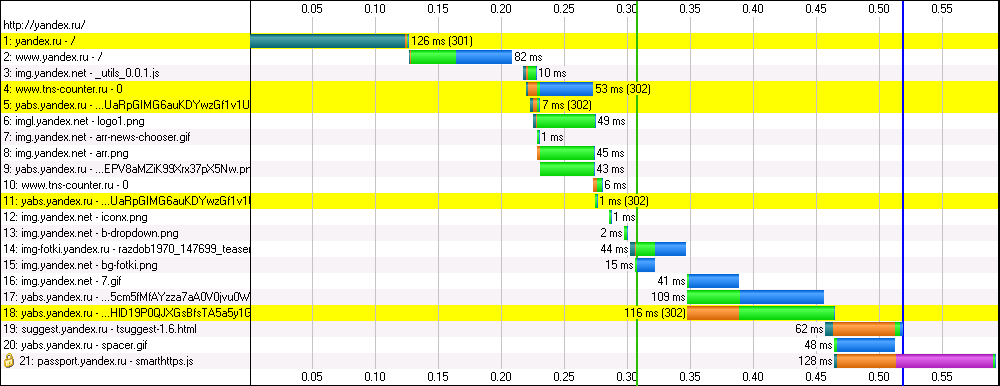 0.05 0.10 0.15 0.20 0.25 0.30 0.35 0.40 0.45 0.50 0.55
http://yandex.ru/
1: yandex.ru - / 126 ms (301)
2: www.yandex.ru - / 82 ms
3: img.yandex.net - _utils_0.0.1.js 10 ms
4: www.tns-counter.ru - 0 53 ms (302)
5: yabs.yandex.ru - ...UaRpGIMG6auKDYwzGf1v1U 7 ms (302)
6: imgl.yandex.net - logo1.png 49 ms
7: img.yandex.net - arr-news-chooser.gif 1 ms
8: img.yandex.net - arr.png 45 ms
9: yabs.yandex.ru - ...EPV8aMZiK99Xrx37pX5Nw.pr 43 ms
10: www.tns-counter.ru - 0 6 ms
11: yabs.yandex.ru - ...UaRpGIMG6auKDYwzGf1v1U 1 ms (302)
12: img.yandex.net - iconx.png 1 ms
13: img.yandex.net - b-dropdown.png 2 ms
14: img-fotki.yandex.ru - razdob1970_147699_teaser 44 ms
15: img.yandex.net - bg-fotki.png 15 ms
16: img.yandex.net - 7.gif 41 ms
17: yabs.yandex.ru - ...5cm5fMfAYzza7aA0V0jvu0W 109 ms
18: yabs.yandex.ru - ...HID19P0QJXGsBfsTA5a5y1G 116 ms (302)
19: suggest.yandex.ru - tsuggest-1.6.html 62 ms
20: yabs.yandex.ru - spacer.gif 48 ms
21: passport.yandex.ru - smarthttps.js 128 ms
0.05 0.10 0.15 0.20 0.25 0.30 0.35 0.40 0.45 0.50 0.55